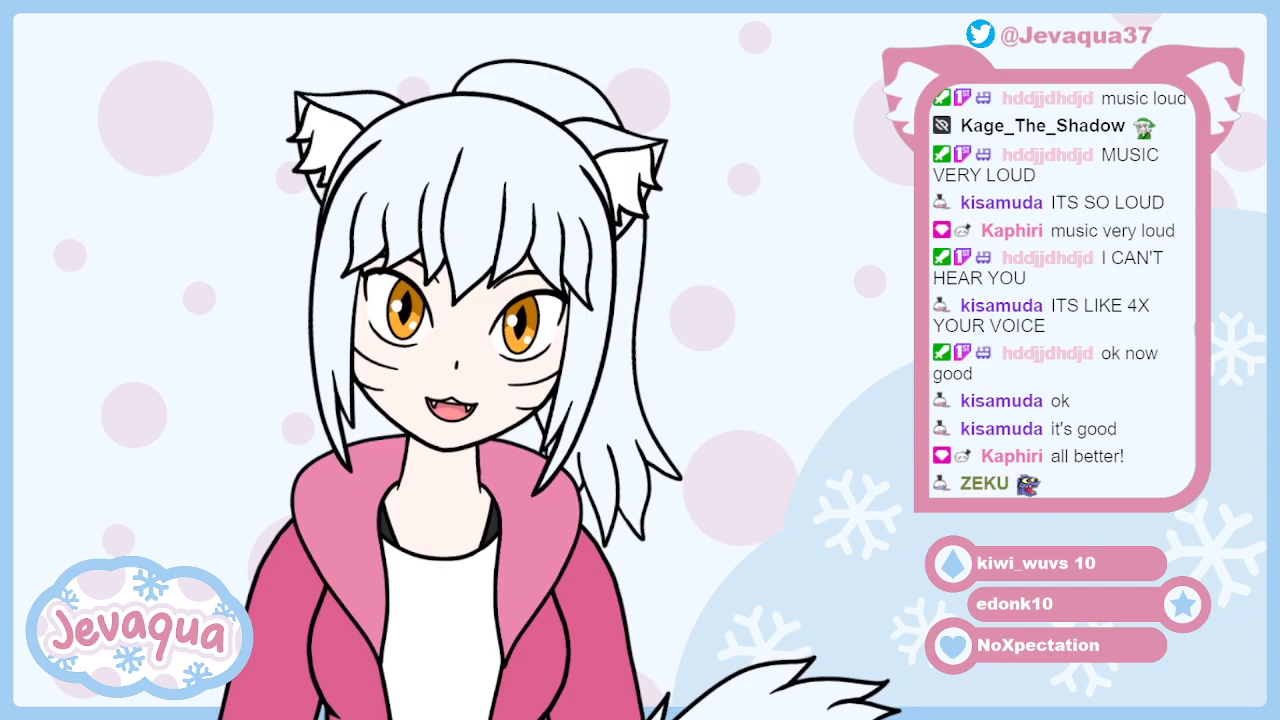 @Jevaqua37
hddjjdhdjd music loud
Kage_The_Shadow
hddjjdhdjd MUSIC
VERY LOUD
kisamuda ITS SO LOUD
Kaphiri music very loud
hddjjdhdjd I CAN'T
HEAR YOU
kisamuda ITS LIKE 4X
YOUR VOICE
hddjjdhdjd ok now
good
kisamuda ok
kisamuda it's good
Kaphiri all better!
ZEKU
kiwi_wuvs 10
edonk10
NoXpectation
Jevaqua